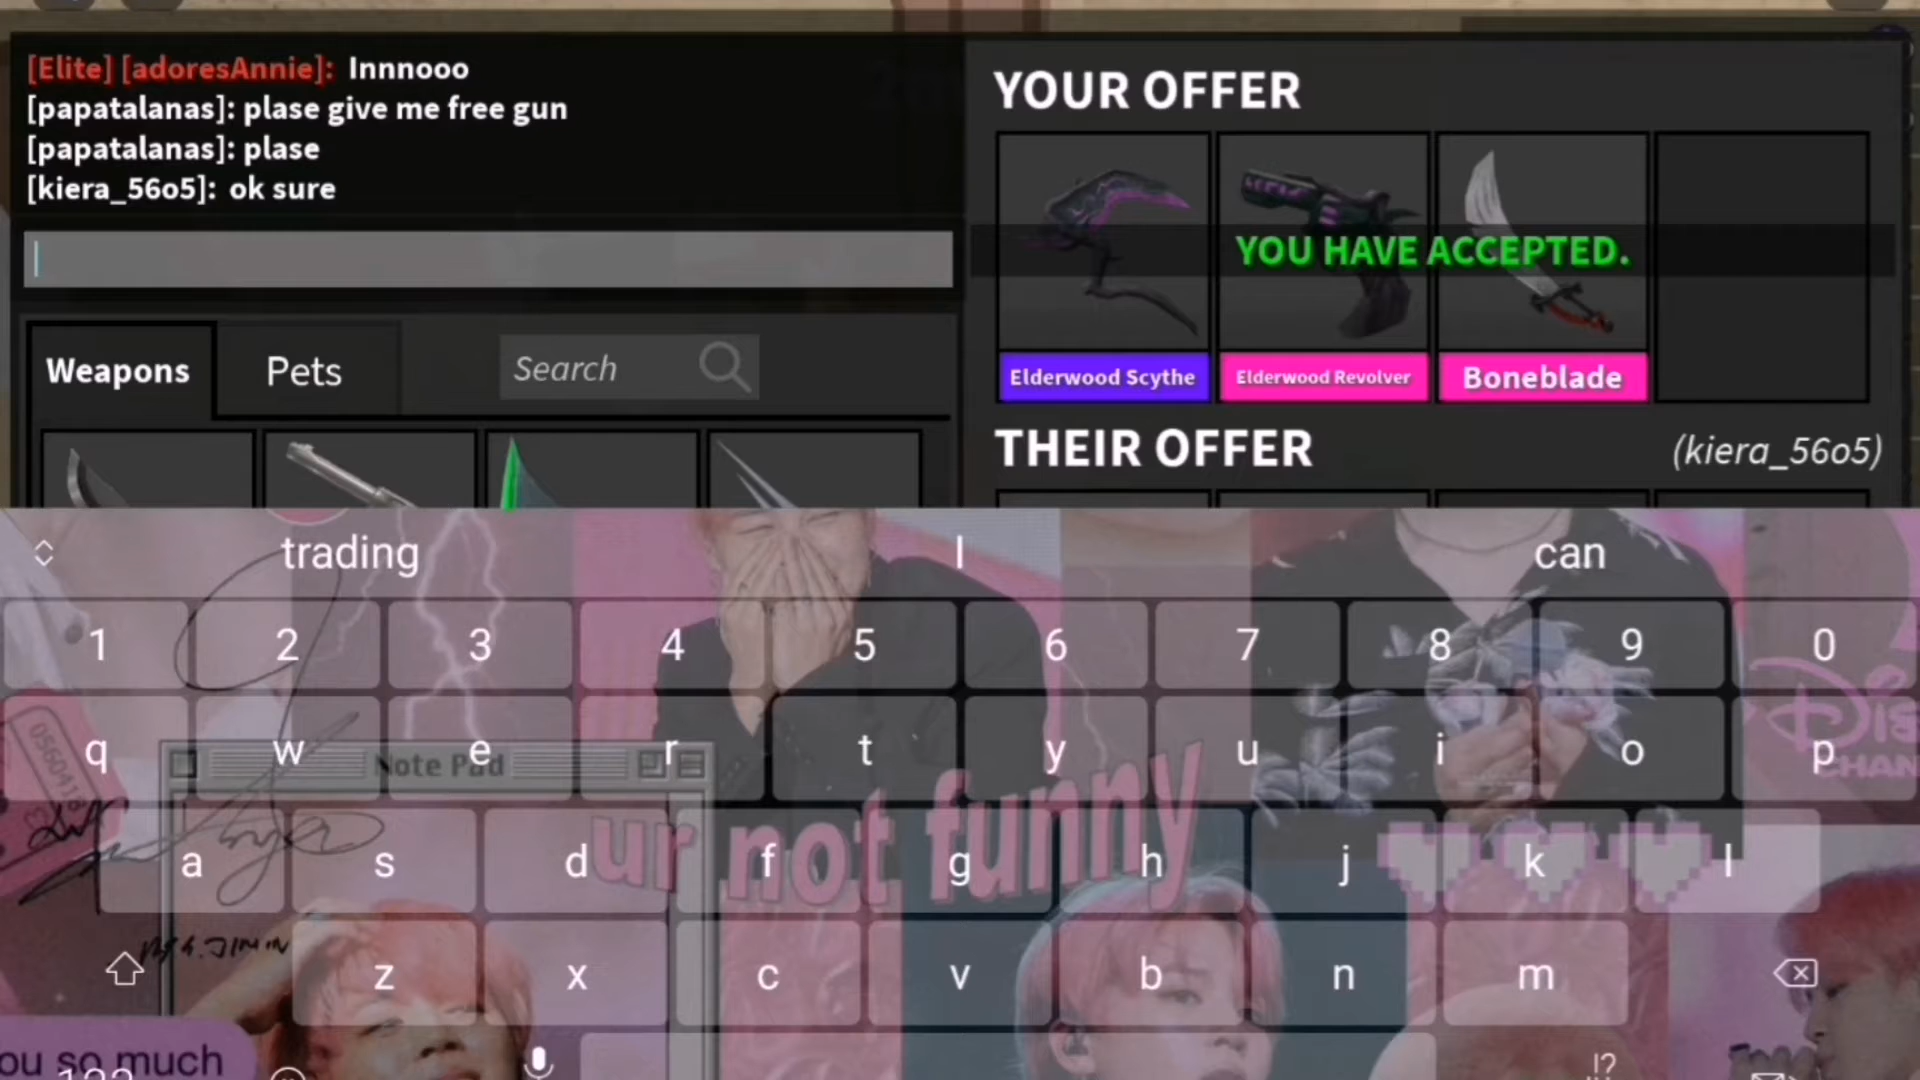 [Elite] [adoresAnnie]: Innnooo
[papatalanas]: plase give me free gun
[papatalanas]: plase
[kiera_56o5]: ok sure
YOUR OFFER
YOU HAVE ACCEPTED.
Elderwood Scythe Elderwood Revolver Boneblade
Weapons Pets Search
THEIR OFFER (kiera_56o5)
trading I can
1 2 3 4 5 6 7 8 9 0
q w e r t y u i o p
Note Pad
a s d f g h j k l
ur not funny
z x c v b n m
ou so much
!?